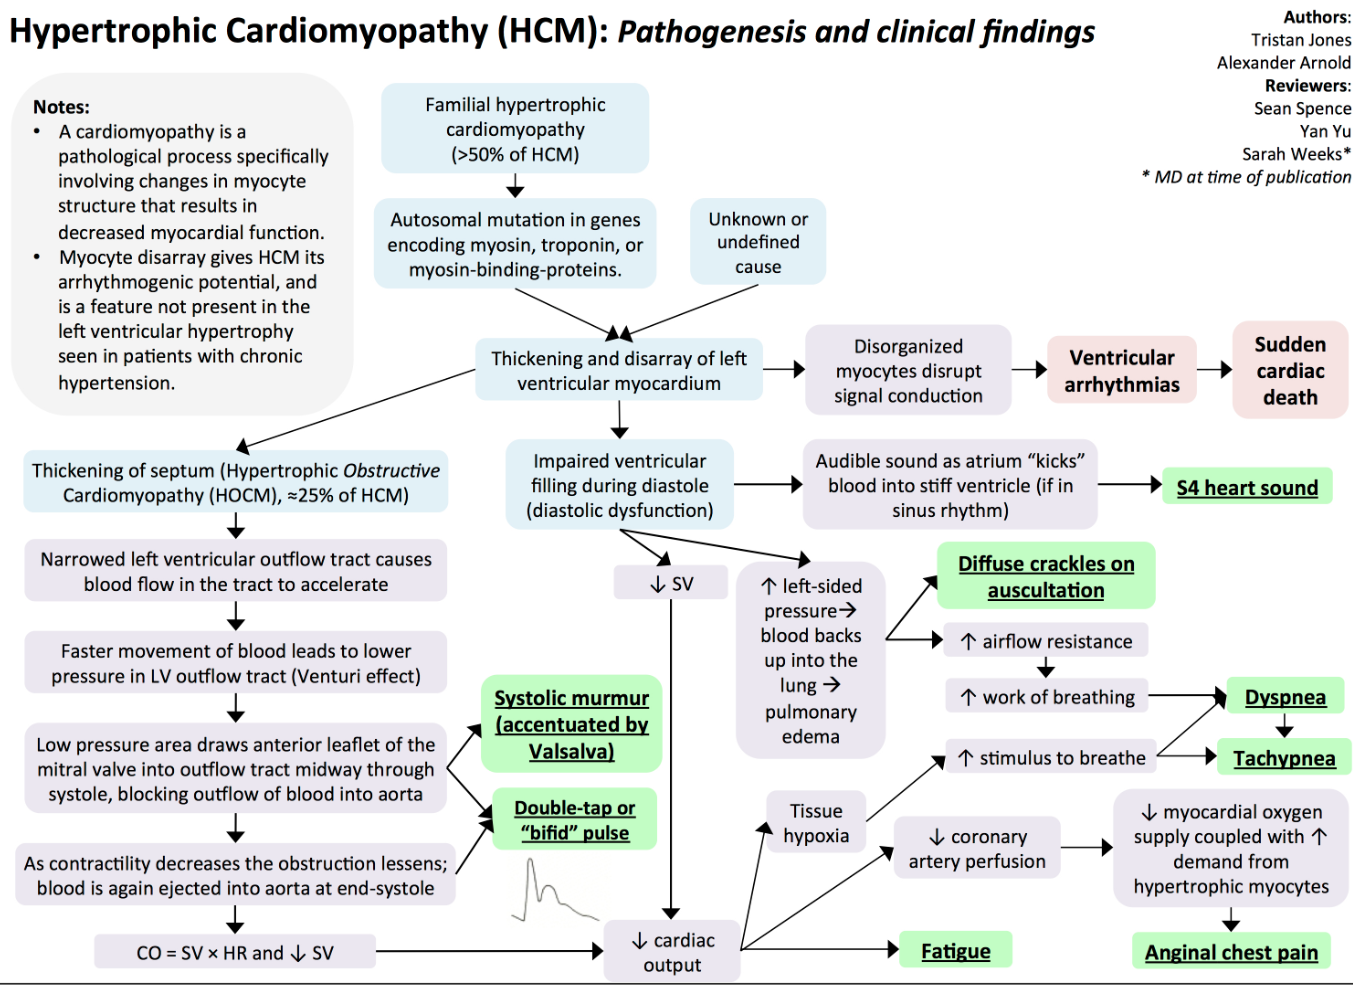 Hypertrophic Cardiomyopathy (HCM): Pathogenesis and clinical findings
Authors:
Tristan Jones
Alexander Arnold
Reviewers:
Sean Spence
Yan Yu
Sarah Weeks*
* MD at time of publication
Notes:
• A cardiomyopathy is a
pathological process specifically
involving changes in myocyte
structure that results in
decreased myocardial function.
• Myocyte disarray gives HCM its
arrhythmogenic potential, and
is a feature not present in the
left ventricular hypertrophy
seen in patients with chronic
hypertension.
Familial hypertrophic
cardiomyopathy
(>50% of HCM)
Autosomal mutation in genes
encoding myosin, troponin, or
myosin-binding-proteins.
Unknown or
undefined
cause
Thickening and disarray of left
ventricular myocardium
Disorganized
myocytes disrupt
signal conduction
Ventricular
arrhythmias
Sudden
cardiac
death
Thickening of septum (Hypertrophic Obstructive
Cardiomyopathy (HOCM), ≈25% of HCM)
Impaired ventricular
filling during diastole
(diastolic dysfunction)
Audible sound as atrium “kicks”
blood into stiff ventricle (if in
sinus rhythm)
S4 heart sound
Narrowed left ventricular outflow tract causes
blood flow in the tract to accelerate
↓ SV
↑ left-sided
pressure→
blood backs
up into the
lung →
pulmonary
edema
Diffuse crackles on
auscultation
↑ airflow resistance
↑ work of breathing
Dyspnea
Faster movement of blood leads to lower
pressure in LV outflow tract (Venturi effect)
Systolic murmur
(accentuated by
Valsalva)
Low pressure area draws anterior leaflet of the
mitral valve into outflow tract midway through
systole, blocking outflow of blood into aorta
↑ stimulus to breathe
Tachypnea
Double-tap or
“bifid” pulse
Tissue
hypoxia
↓ coronary
artery perfusion
↓ myocardial oxygen
supply coupled with ↑
demand from
hypertrophic myocytes
As contractility decreases the obstruction lessens;
blood is again ejected into aorta at end-systole
CO = SV × HR and ↓ SV
↓ cardiac
output
Fatigue
Anginal chest pain